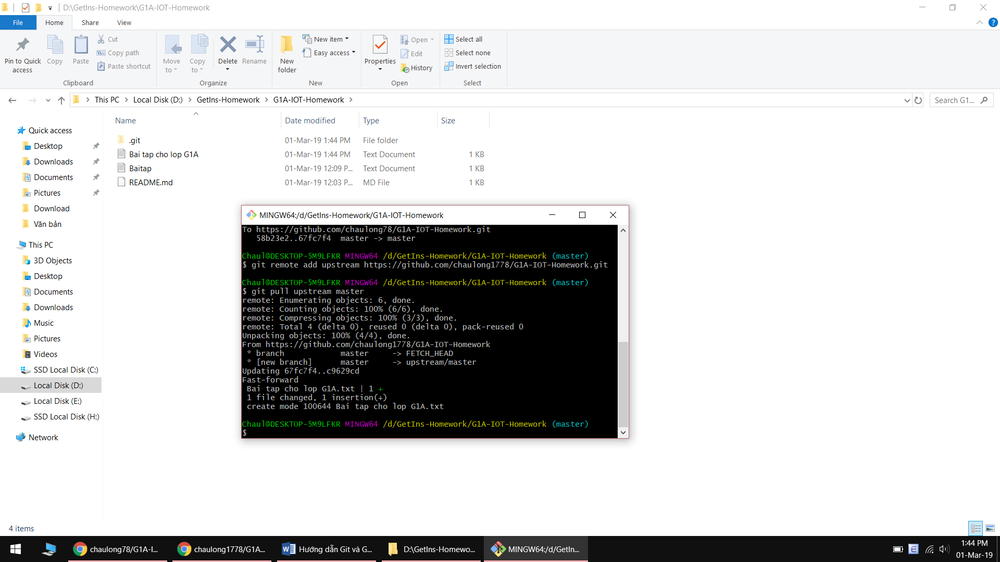 D:\GetIns-Homework\G1A-IOT-Homework
File Home Share View
Pin to Quick access
Copy
Paste
Cut
Copy path
Paste shortcut
Clipboard
Move to
Copy to
Delete
Rename
Organize
New folder
New item
Easy access
New
Properties
Open
Edit
History
Open
Select all
Select none
Invert selection
Select
This PC > Local Disk (D:) > GetIns-Homework > G1A-IOT-Homework >
Search G1...
Name Date modified Type Size
.git 01-Mar-19 1:44 PM File folder
Bai tap cho lop G1A 01-Mar-19 1:44 PM Text Document 1 KB
Baitap 01-Mar-19 12:09 P... Text Document 1 KB
README.md 01-Mar-19 12:03 P... MD File 1 KB
Quick access
Desktop
Downloads
Documents
Pictures
Download
Văn bản
This PC
3D Objects
Desktop
Documents
Downloads
Music
Pictures
Videos
SSD Local Disk (C:)
Local Disk (D:)
Local Disk (E:)
SSD Local Disk (H:)
Network
MINGW64:/d/GetIns-Homework/G1A-IOT-Homework
To https://github.com/chaulong78/G1A-IOT-Homework.git
58b23e2..67fc7f4 master -> master
Chaul@DESKTOP-5M9LFKR MINGW64 /d/GetIns-Homework/G1A-IOT-Homework (master)
$ git remote add upstream https://github.com/chaulong1778/G1A-IOT-Homework.git
Chaul@DESKTOP-5M9LFKR MINGW64 /d/GetIns-Homework/G1A-IOT-Homework (master)
$ git pull upstream master
remote: Enumerating objects: 6, done.
remote: Counting objects: 100% (6/6), done.
remote: Compressing objects: 100% (3/3), done.
remote: Total 4 (delta 0), reused 0 (delta 0), pack-reused 0
Unpacking objects: 100% (4/4), done.
From https://github.com/chaulong1778/G1A-IOT-Homework
* branch master -> FETCH_HEAD
* [new branch] master -> upstream/master
Updating 67fc7f4..c9629cd
Fast-forward
Bai tap cho lop G1A.txt | 1 +
1 file changed, 1 insertion(+)
create mode 100644 Bai tap cho lop G1A.txt
Chaul@DESKTOP-5M9LFKR MINGW64 /d/GetIns-Homework/G1A-IOT-Homework (master)
$
4 items
chaulong78/G1A-I...
chaulong1778/G1A...
Hướng dẫn Git và G...
D:\GetIns-Homewo...
MINGW64:/d/GetIn...
1:44 PM
01-Mar-19